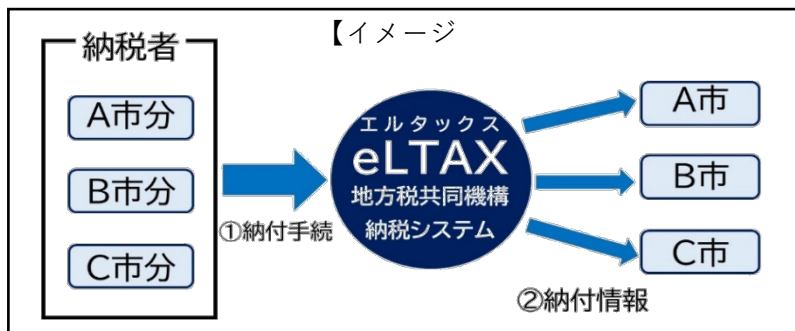 【イメージ
納税者
A市分
B市分
C市分
①納付手続
エルタックス
eLTAX
地方税共同機構
納税システム
A市
B市
C市
②納付情報